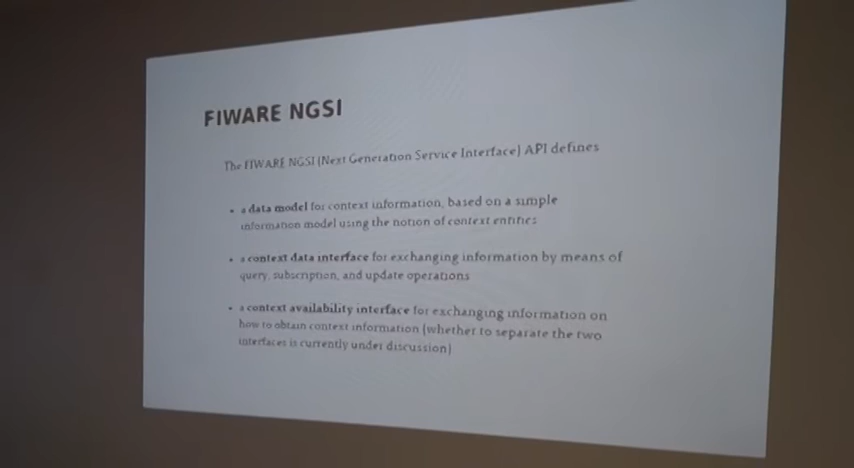 FIWARE NGSI
The FIWARE NGSI (Next Generation Service Interface) API defines
• a data model for context information, based on a simple
information model using the notion of context entities
• a context data interface for exchanging information by means of
query, subscription, and update operations
• a context availability interface for exchanging information on
how to obtain context information (whether to separate the two
interfaces is currently under discussion)